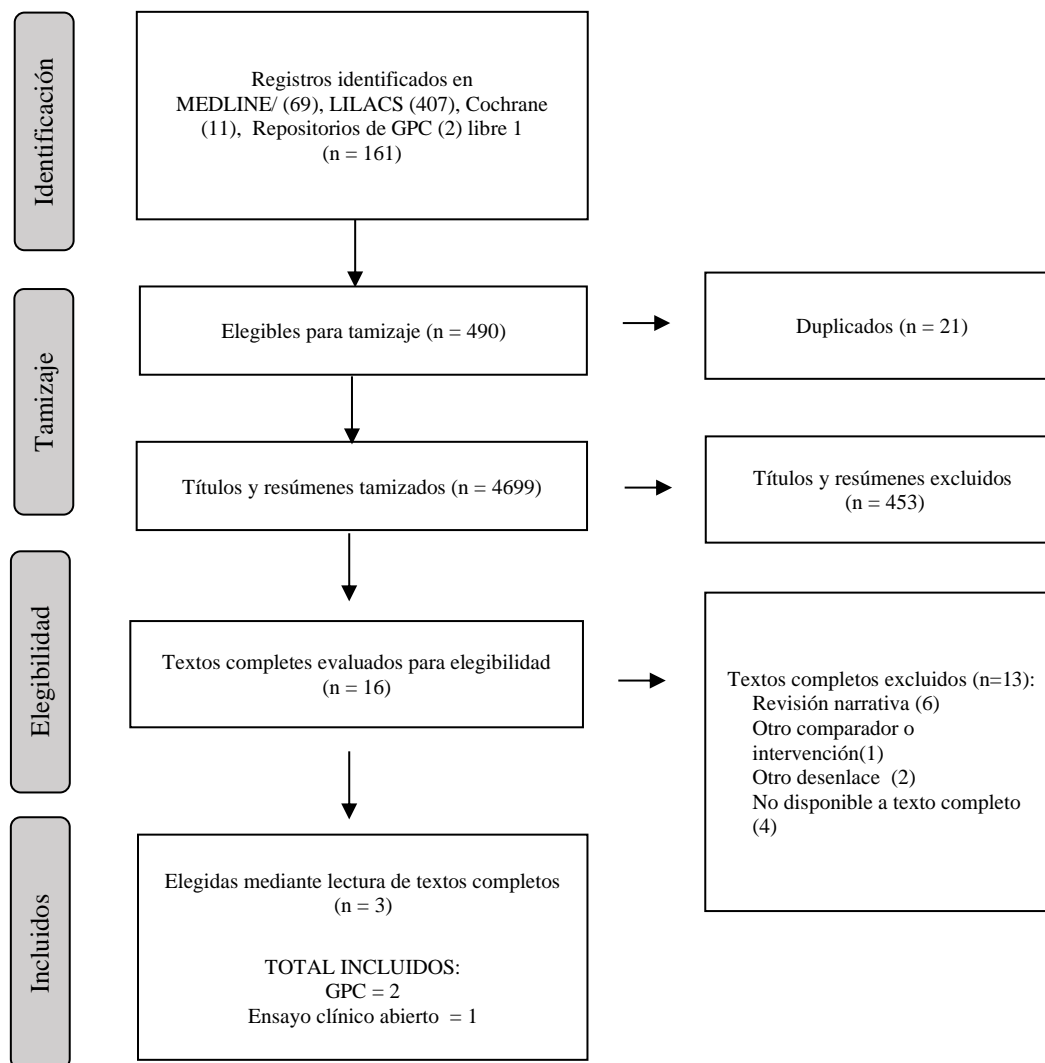 Identificación
Registros identificados en
MEDLINE/ (69), LILACS (407), Cochrane
(11), Repositorios de GPC (2) libre 1
(n = 161)
Tamizaje
Elegibles para tamizaje (n = 490)
Duplicados (n = 21)
Títulos y resúmenes tamizados (n = 4699)
Títulos y resúmenes excluidos
(n = 453)
Elegibilidad
Textos completes evaluados para elegibilidad
(n = 16)
Textos completos excluidos (n=13):
Revisión narrativa (6)
Otro comparador o
intervención(1)
Otro desenlace (2)
No disponible a texto completo
(4)
Incluidos
Elegidas mediante lectura de textos completos
(n = 3)
TOTAL INCLUIDOS:
GPC = 2
Ensayo clínico abierto = 1